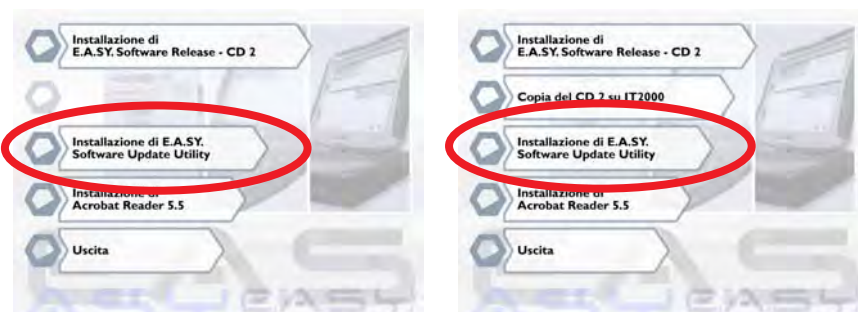 Installazione di
E.A.SY. Software Release - CD 2
Installazione di E.A.SY.
Software Update Utility
Installazione di
Acrobat Reader 5.5
Uscita
EASY
Installazione di
E.A.SY. Software Release - CD 2
Copia del CD 2 su IT2000
Installazione di E.A.SY.
Software Update Utility
Installazione di
Acrobat Reader 5.5
Uscita
EASY